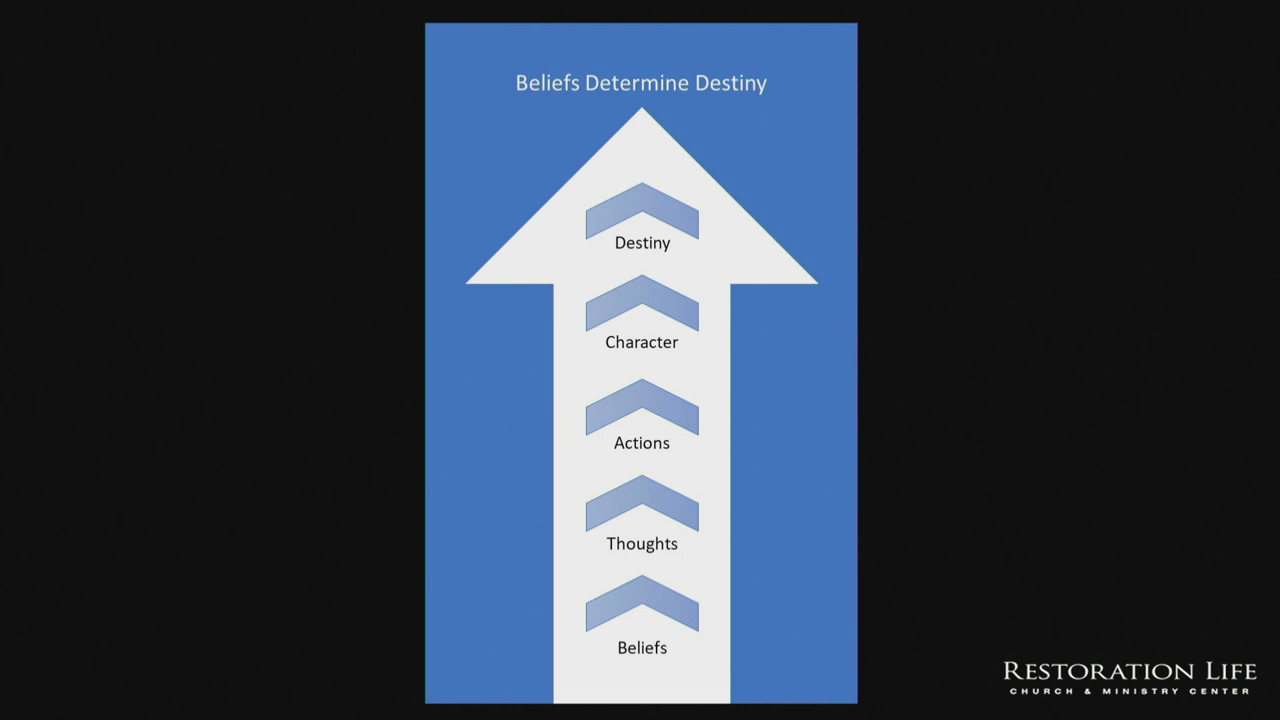 Beliefs Determine Destiny
Destiny
Character
Actions
Thoughts
Beliefs
RESTORATION LIFE
CHURCH & MINISTRY CENTER